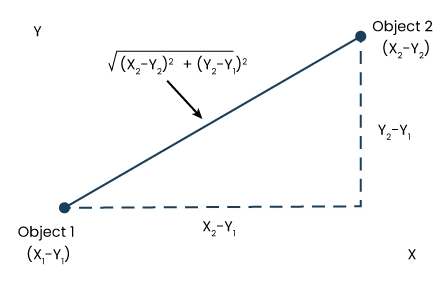 Y
Object 2
(X₂–Y₂)
√(X₂–Y₂)² + (Y₂–Y₁)²
Y₂–Y₁
X₂–Y₁
Object 1
(X₁–Y₁)
X